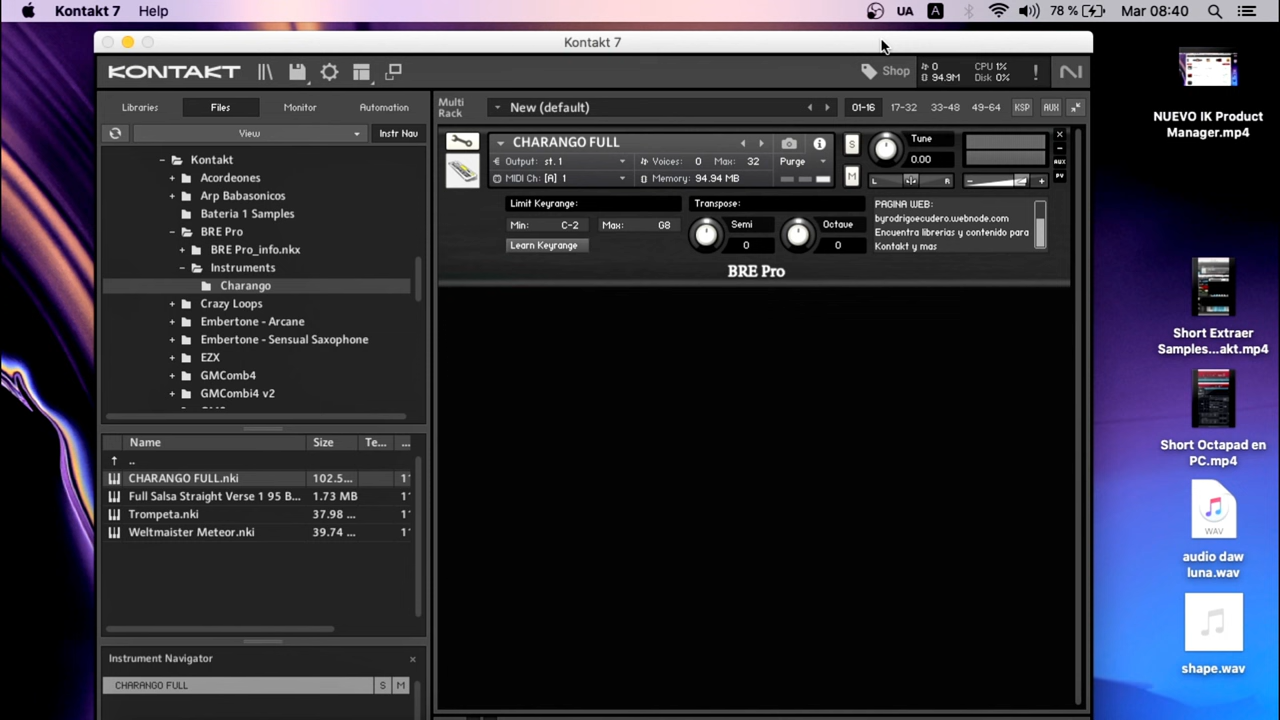 Kontakt 7 Help
UA A 78 % Mar 08:40
Kontakt 7
KONTAKT
Shop
0
94.9M
CPU 1%
Disk 0%
!
Libraries Files Monitor Automation
View
Instr Nav
Kontakt
Acordeones
Arp Babasonicos
Bateria 1 Samples
BRE Pro
BRE Pro_info.nkx
Instruments
Charango
Crazy Loops
Embertone - Arcane
Embertone - Sensual Saxophone
EZX
GMComb4
GMCombi4 v2
Name Size Te... ...
..
CHARANGO FULL.nki 102.5...
Full Salsa Straight Verse 1 95 B... 1.73 MB
Trompeta.nki 37.98 ...
Weltmaister Meteor.nki 39.74 ...
Instrument Navigator ×
CHARANGO FULL S M
Multi
Rack
New (default)
01-16 17-32 33-48 49-64 KSP AUX
CHARANGO FULL
Output: st. 1 Voices: 0 Max: 32 Purge
MIDI Ch: [A] 1 Memory: 94.94 MB
S
M
Tune
0.00
L R
- +
AUX
PV
Limit Keyrange:
Min: C-2 Max: G8
Learn Keyrange
Transpose:
Semi
0
Octave
0
PAGINA WEB:
byrodrigoecudero.webnode.com
Encuentra librerias y contenido para
Kontakt y mas
BRE Pro
NUEVO IK Product
Manager.mp4
Short Extraer
Samples...akt.mp4
Short Octapad en
PC.mp4
WAV
audio daw
luna.wav
shape.wav